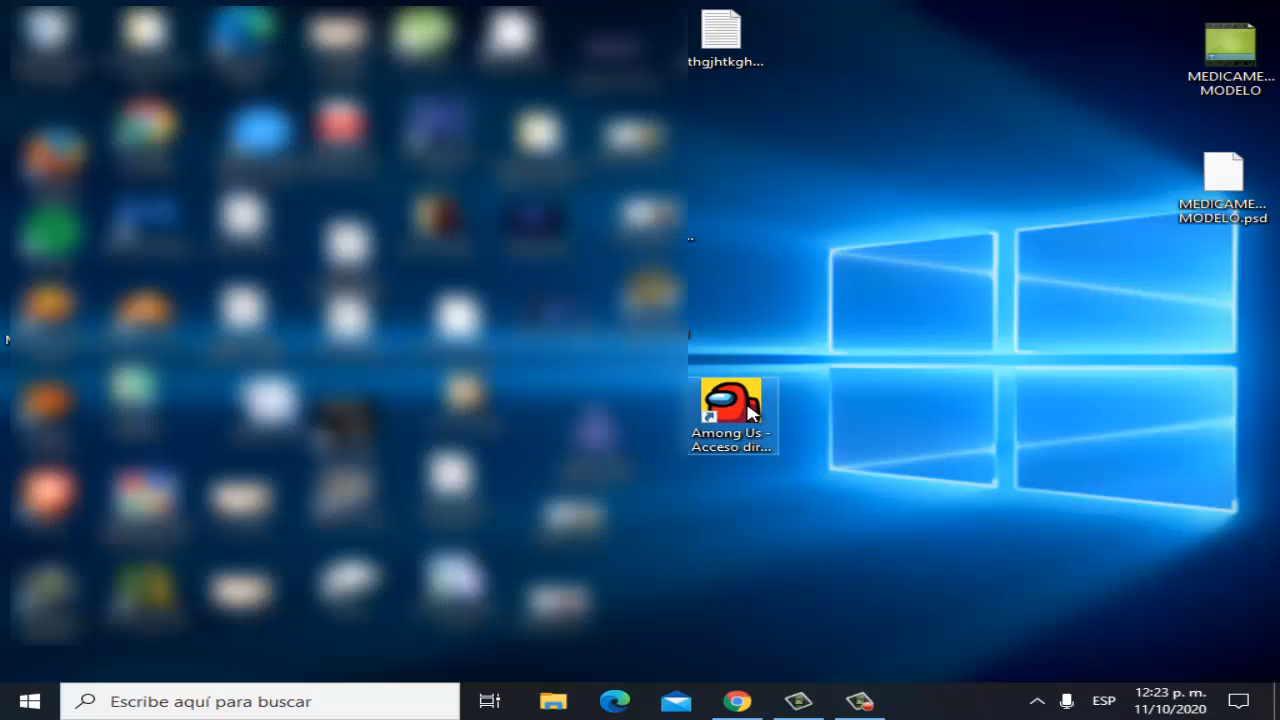 thgjhtkgh...
MEDICAME...
MODELO
MEDICAME...
MODELO.psd
Among Us -
Acceso dir...
Escribe aquí para buscar
ESP
12:23 p. m.
11/10/2020